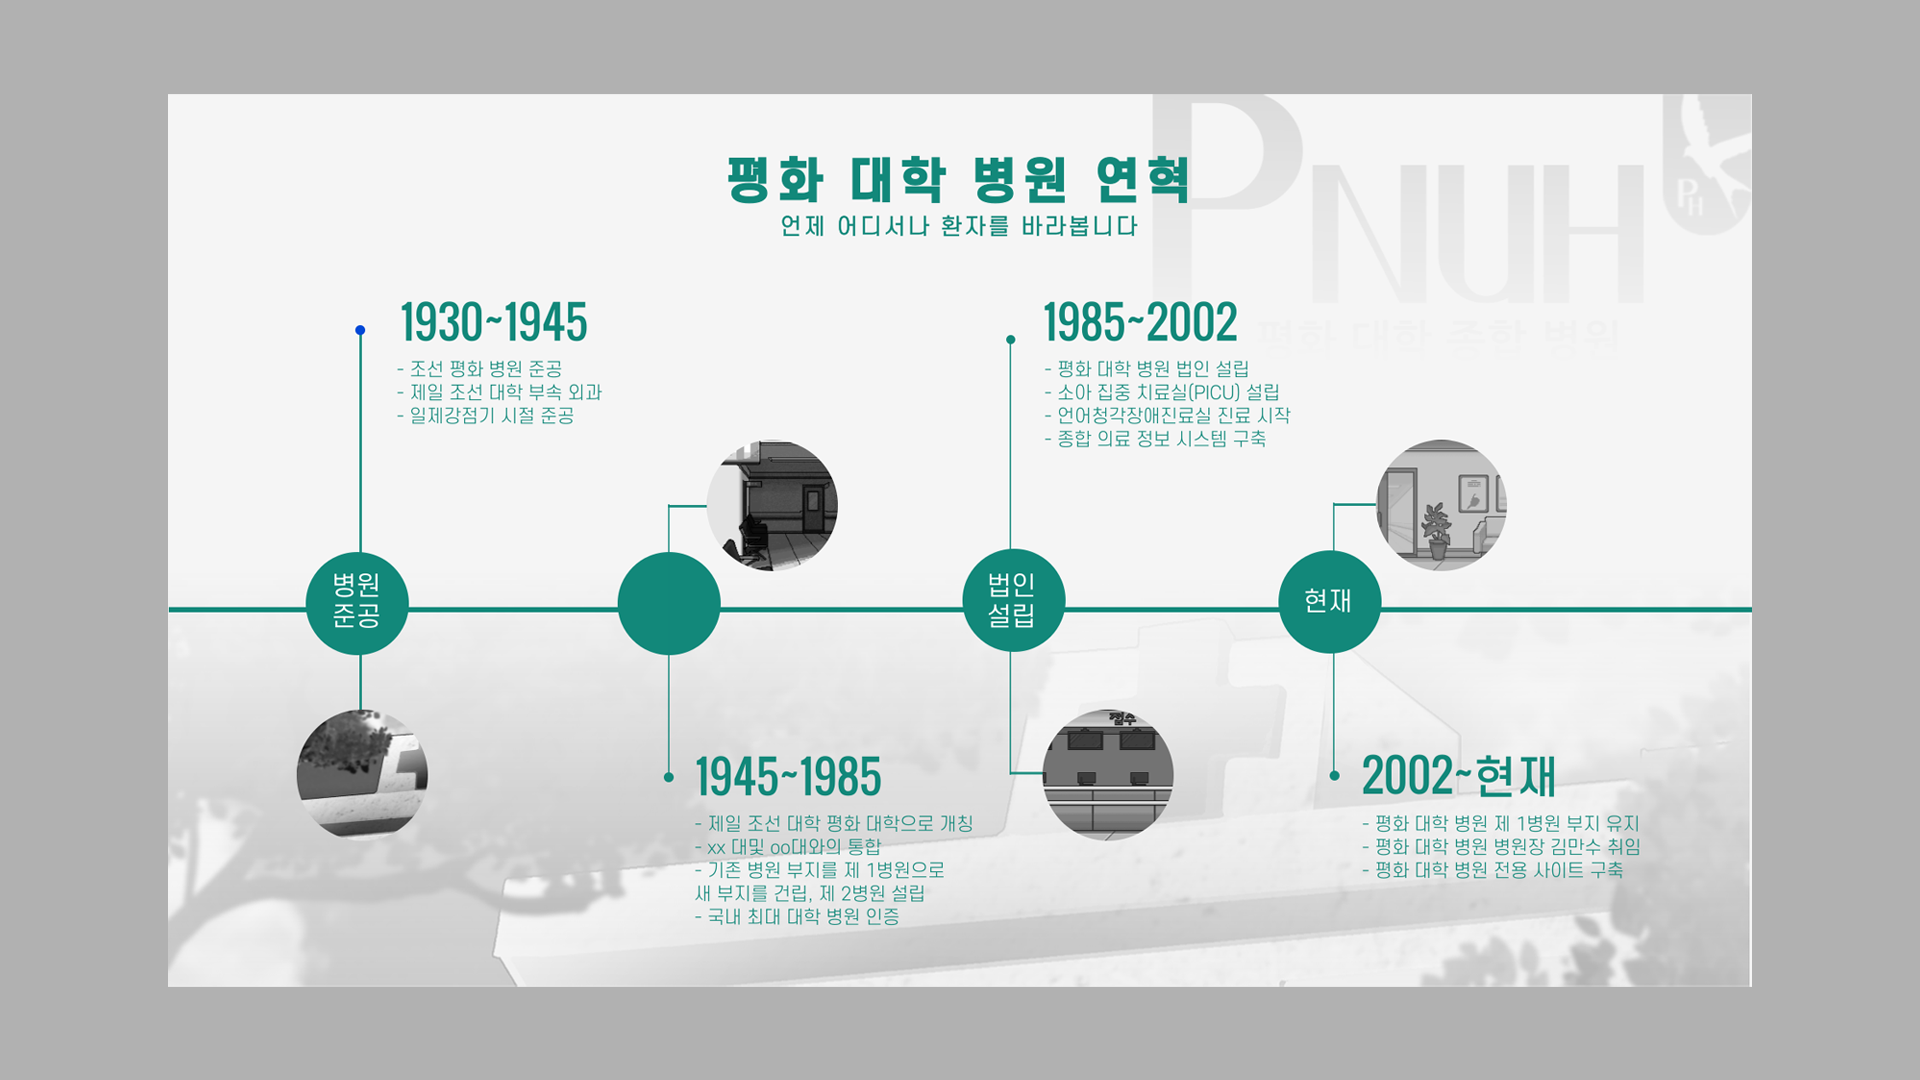 평화 대학 병원 연혁
언제 어디서나 환자를 바라봅니다
PNUH
평화 대학 종합 병원
PH
1930~1945
- 조선 평화 병원 준공
- 제일 조선 대학 부속 외과
- 일제강점기 시절 준공
병원
준공
1945~1985
- 제일 조선 대학 평화 대학으로 개칭
- xx 대및 oo대와의 통합
- 기존 병원 부지를 제 1병원으로
새 부지를 건립, 제 2병원 설립
- 국내 최대 대학 병원 인증
1985~2002
- 평화 대학 병원 법인 설립
- 소아 집중 치료실(PICU) 설립
- 언어청각장애진료실 진료 시작
- 종합 의료 정보 시스템 구축
법인
설립
접수
현재
2002~현재
- 평화 대학 병원 제 1병원 부지 유지
- 평화 대학 병원 병원장 김만수 취임
- 평화 대학 병원 전용 사이트 구축